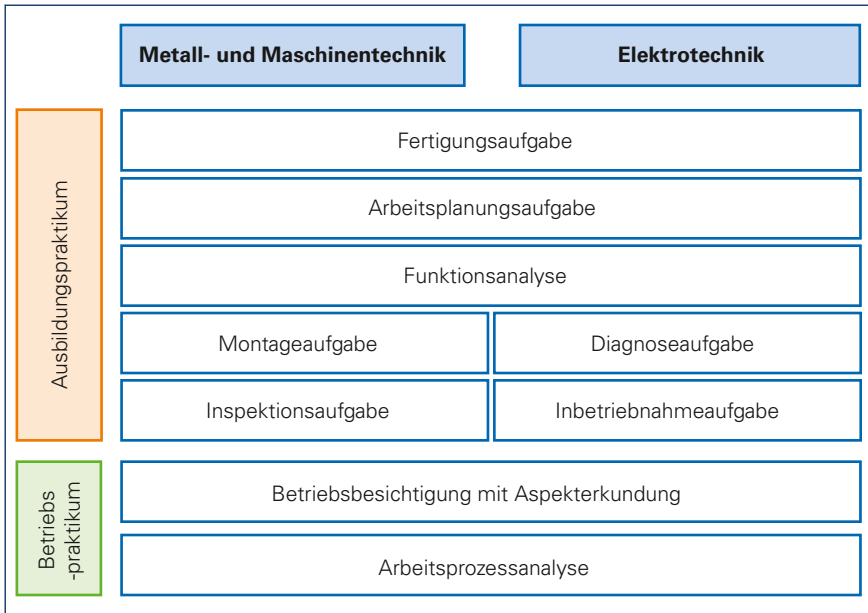 Metall- und Maschinentechnik
Elektrotechnik
Ausbildungspraktikum
Fertigungsaufgabe
Arbeitsplanungsaufgabe
Funktionsanalyse
Montageaufgabe
Diagnoseaufgabe
Inspektionsaufgabe
Inbetriebnahmeaufgabe
Betriebs
-praktikum
Betriebsbesichtigung mit Aspekterkundung
Arbeitsprozessanalyse